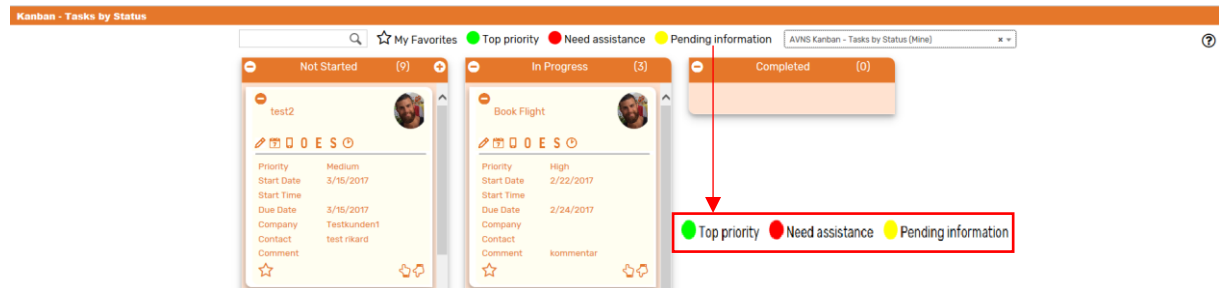 Kanban - Tasks by Status
My Favorites Top priority Need assistance Pending information AVNS Kanban - Tasks by Status (Mine)
Not Started (9)
In Progress (3)
Completed (0)
test2
O E S
Priority Medium
Start Date 3/15/2017
Start Time
Due Date 3/15/2017
Company Testkunden1
Contact test rikard
Comment
Book Flight
O E S
Priority High
Start Date 2/22/2017
Start Time
Due Date 2/24/2017
Company
Contact
Comment kommentar
Top priority Need assistance Pending information